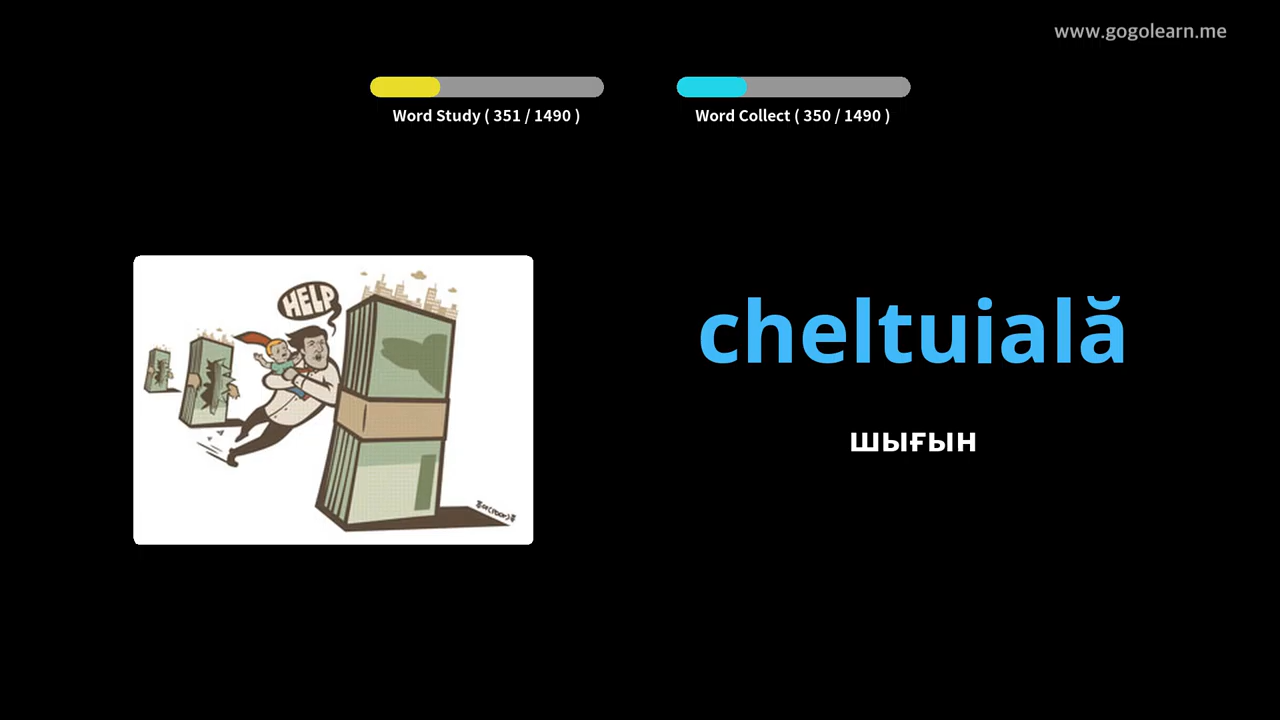 www.gogolearn.me
Word Study ( 351 / 1490 )
Word Collect ( 350 / 1490 )
HELP
cheltuială
шығын